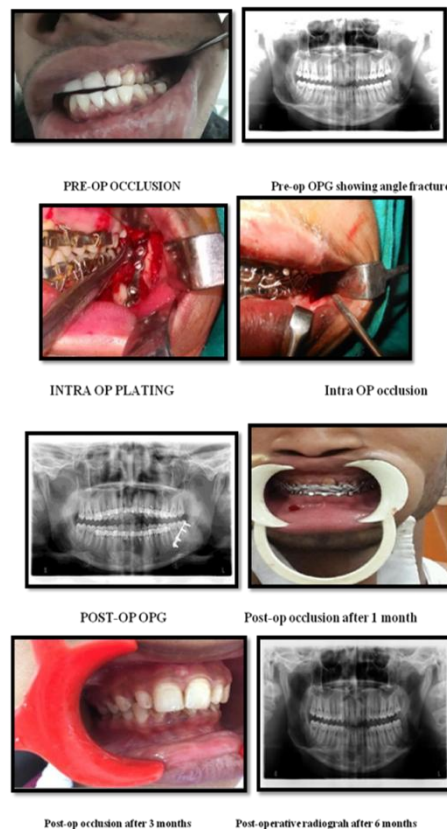 PRE-OP OCCLUSION
Pre-op OPG showing angle fracture
INTRA OP PLATING
Intra OP occlusion
POST-OP OPG
Post-op occlusion after 1 month
Post-op occlusion after 3 months
Post-operative radiograh after 6 months